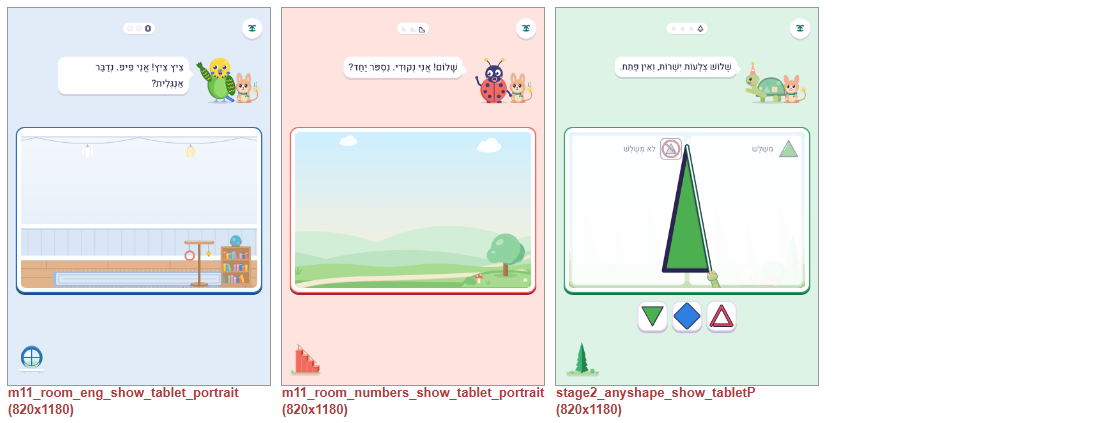 צִיץ צִיץ! אֲנִי פִּיפּ. נְדַבֵּר
אַנְגְּלִית?
שָׁלוֹם! אֲנִי נְקוּדִי. נִסְפֹּר יַחַד?
שָׁלוֹשׁ צְלָעוֹת יְשָׁרוֹת, וְאֵין פֶּתַח.
לֹא מְשֻׁלָּשׁ
מְשֻׁלָּשׁ
m11_room_eng_show_tablet_portrait
(820x1180)
m11_room_numbers_show_tablet_portrait
(820x1180)
stage2_anyshape_show_tabletP
(820x1180)